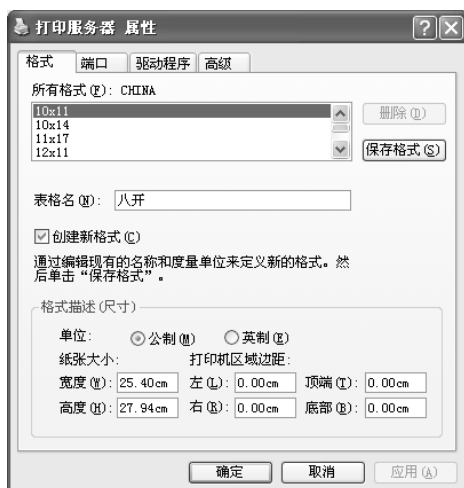 打印服务器 属性
格式 端口 驱动程序 高级
所有格式(F): CHINA
10x11
10x14
11x17
12x11
删除(D)
保存格式(S)
表格名(N): 八开
创建新格式(C)
通过编辑现有的名称和度量单位来定义新的格式。然
后单击“保存格式”。
格式描述(尺寸)
单位: 公制(M) 英制(E)
纸张大小: 打印机区域边距:
宽度(W): 25.40cm 左(L): 0.00cm 顶端(T): 0.00cm
高度(H): 27.94cm 右(R): 0.00cm 底部(B): 0.00cm
确定 取消 应用(A)